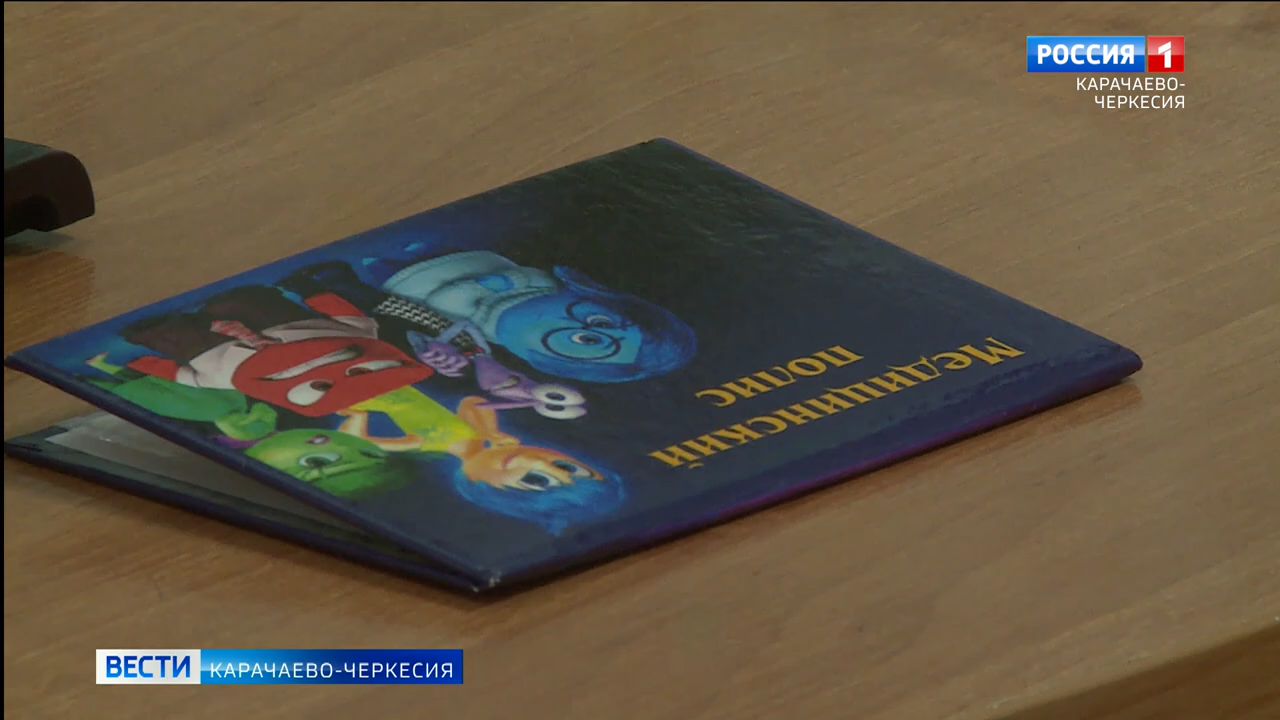 РОССИЯ 1
КАРАЧАЕВО-
ЧЕРКЕСИЯ
Медицинский
полис
ВЕСТИ КАРАЧАЕВО-ЧЕРКЕСИЯ